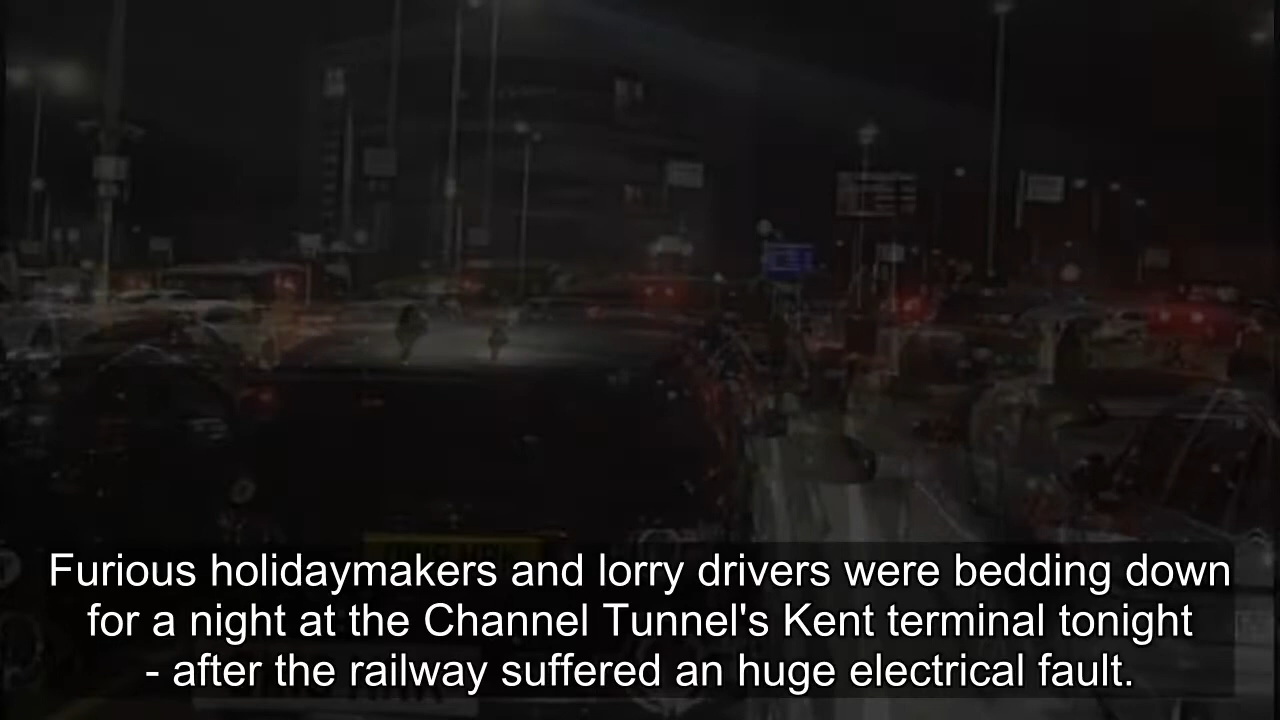 Furious holidaymakers and lorry drivers were bedding down
for a night at the Channel Tunnel's Kent terminal tonight
- after the railway suffered an huge electrical fault.